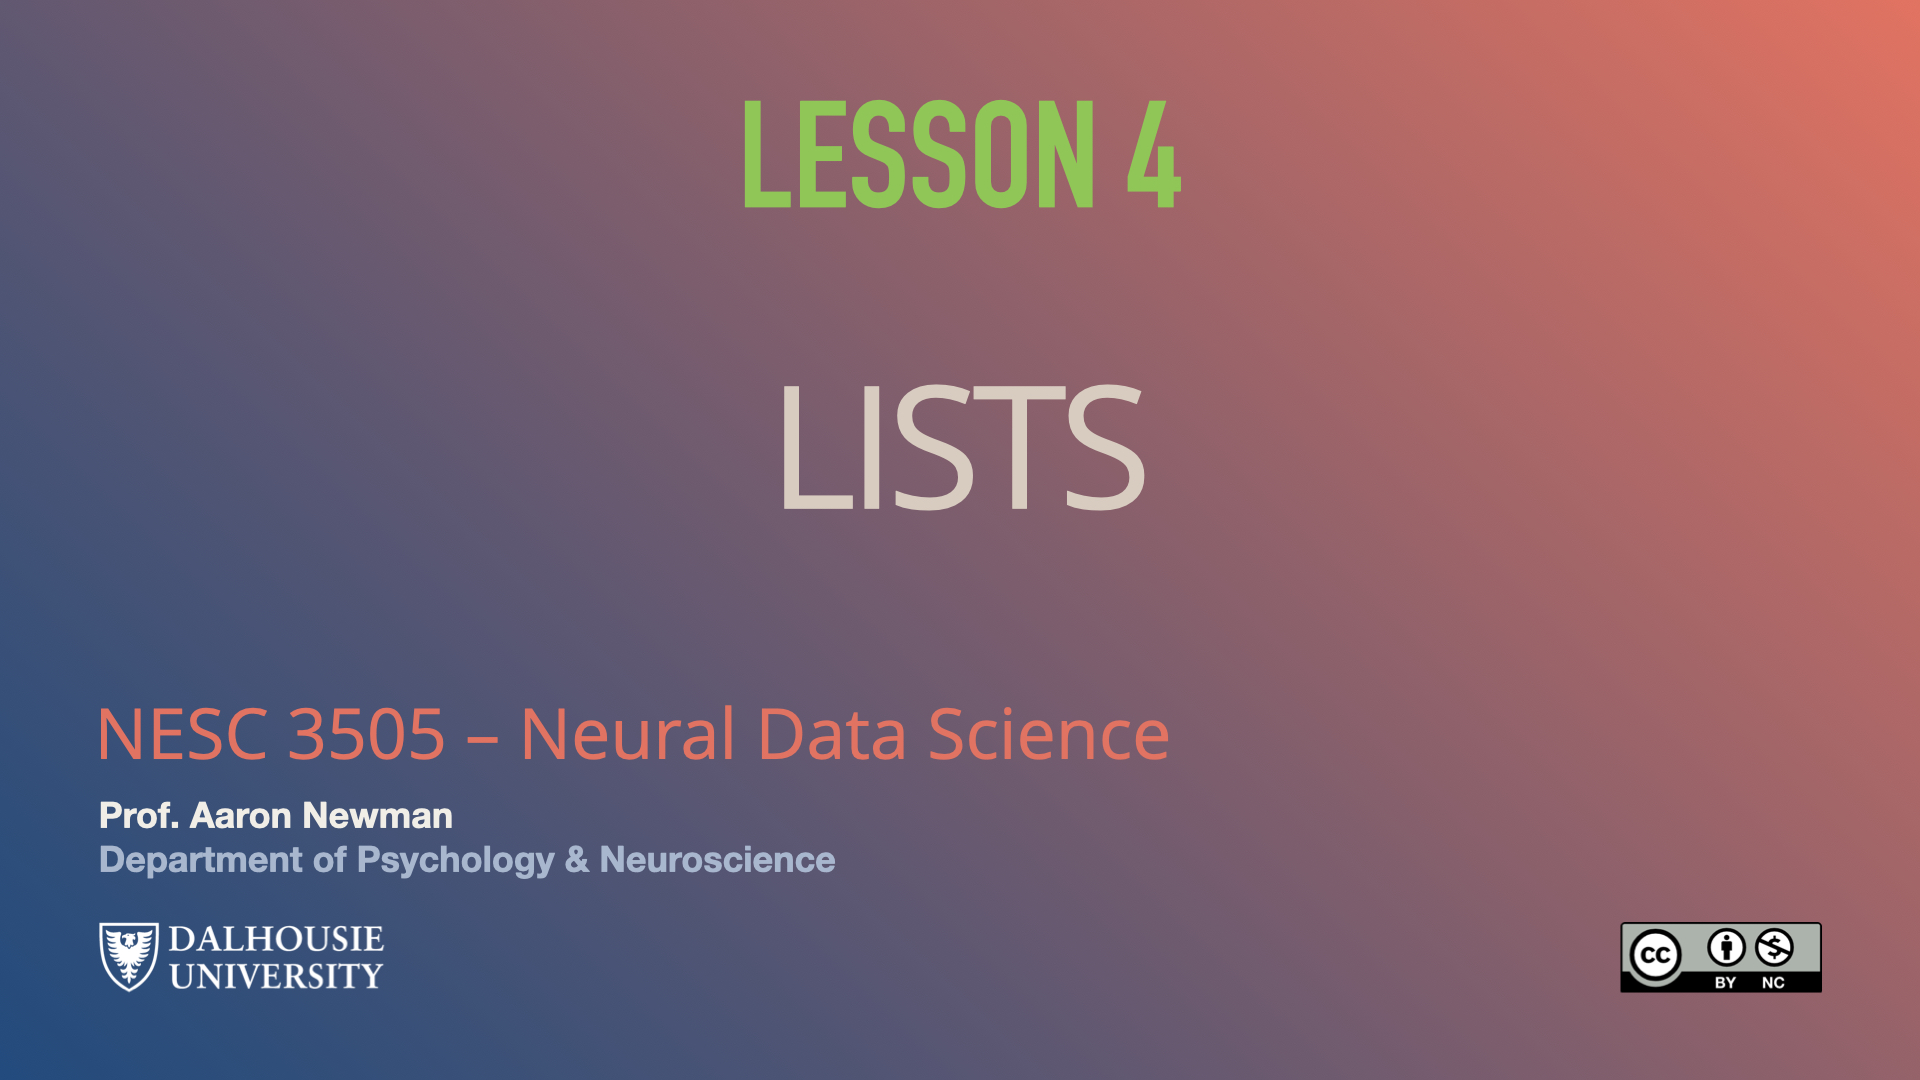 LESSON 4
LISTS
NESC 3505 – Neural Data Science
Prof. Aaron Newman
Department of Psychology & Neuroscience
DALHOUSIE
UNIVERSITY
CC
BY NC